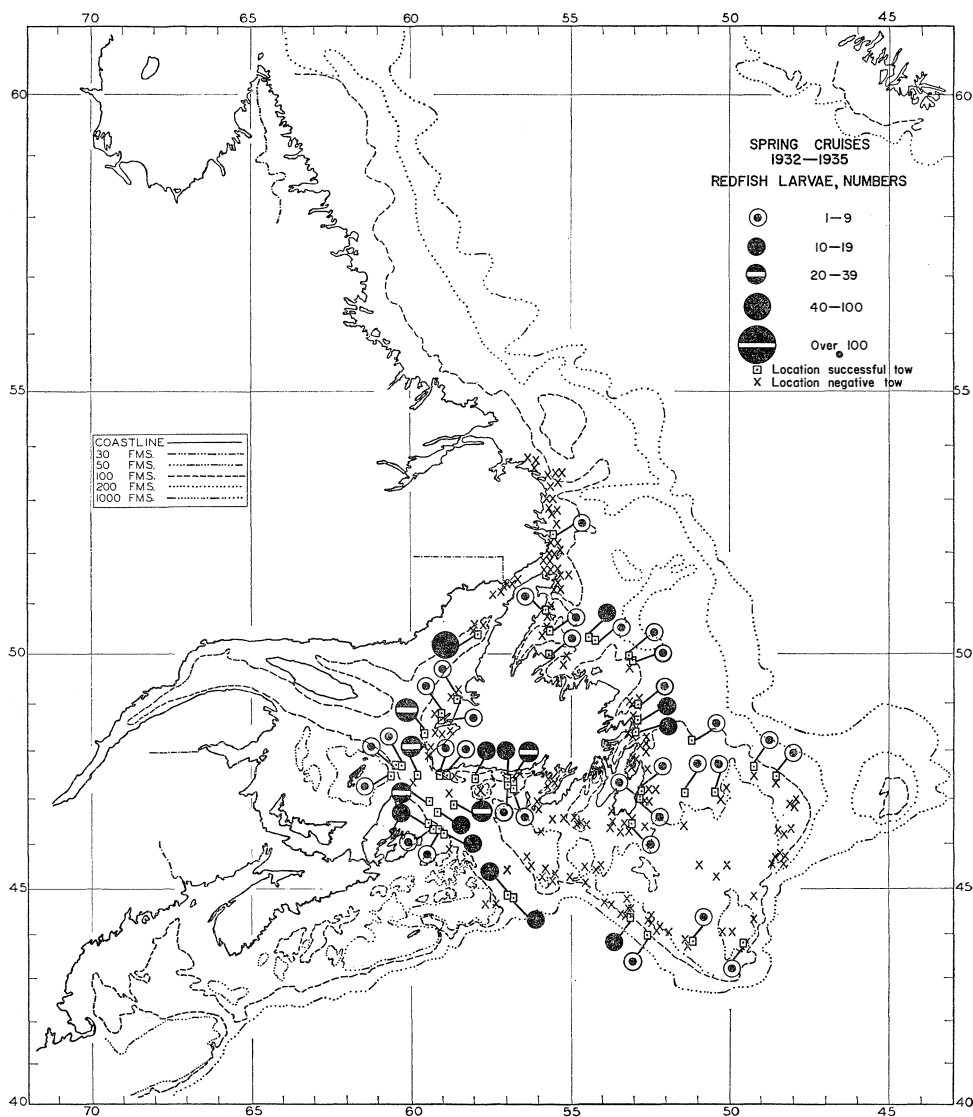 70 65 60 55 50 45
60 60
SPRING CRUISES
1932—1935
REDFISH LARVAE, NUMBERS
1—9
10—19
20—39
40—100
Over 100
Location successful tow
x Location negative tow
55 55
COASTLINE
30 FMS.
50 FMS.
100 FMS.
200 FMS.
1000 FMS.
50 50
45 45
40 40
70 65 60 55 50 45